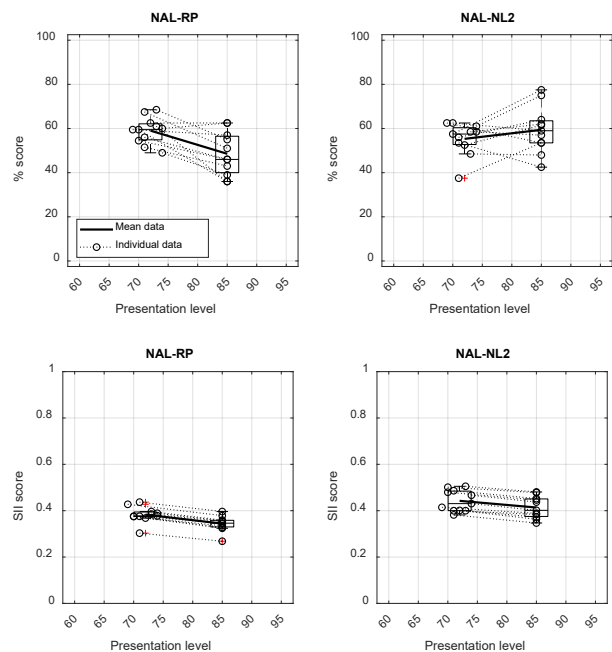 NAL-RP
100
80
60
40
20
0
% score
Mean data
Individual data
60 65 70 75 80 85 90 95
Presentation level
NAL-NL2
100
80
60
40
20
0
% score
60 65 70 75 80 85 90 95
Presentation level
NAL-RP
1
0.8
0.6
0.4
0.2
0
SII score
60 65 70 75 80 85 90 95
Presentation level
NAL-NL2
1
0.8
0.6
0.4
0.2
0
SII score
60 65 70 75 80 85 90 95
Presentation level